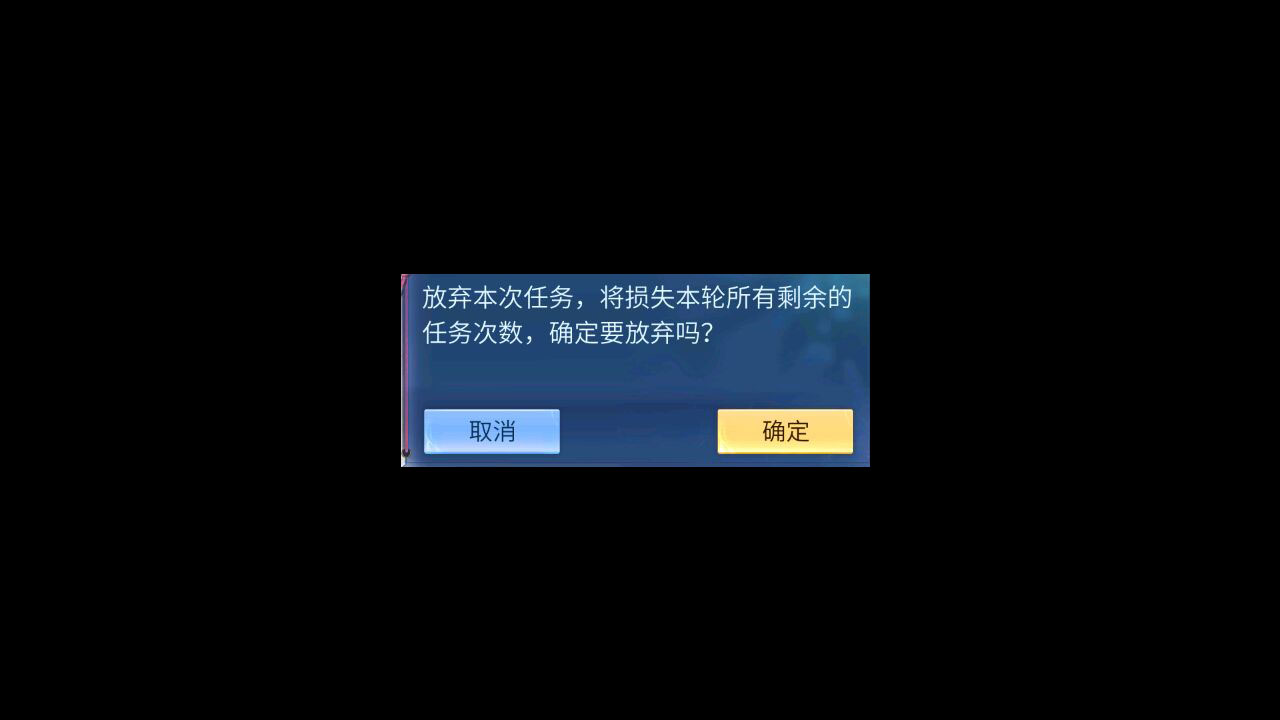 放弃本次任务，将损失本轮所有剩余的
任务次数，确定要放弃吗？
取消
确定